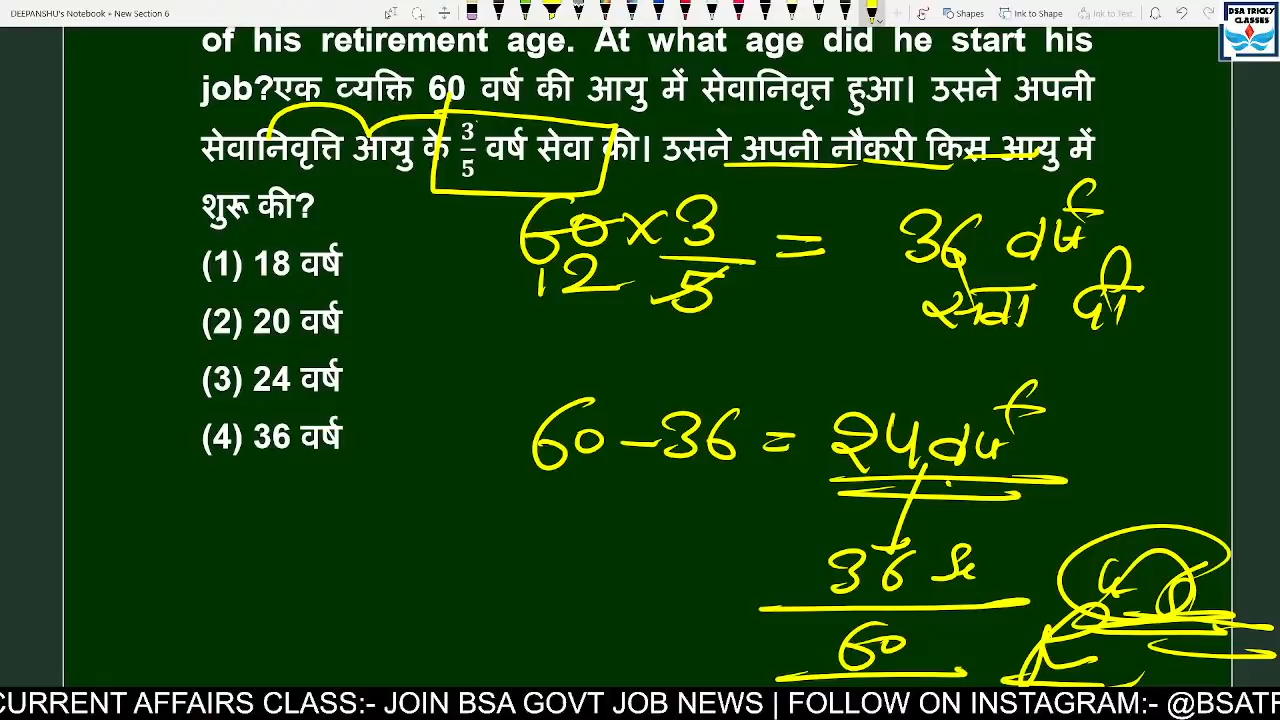 DEEPANSHU's Notebook » New Section 6
Shapes
Ink to Shape
Ink to Text
BSA TRICKY
CLASSES
of his retirement age. At what age did he start his
job?एक व्यक्ति 60 वर्ष की आयु में सेवानिवृत्त हुआ। उसने अपनी
सेवानिवृत्ति आयु के 3/5 वर्ष सेवा की। उसने अपनी नौकरी किस आयु में
शुरू की?
(1) 18 वर्ष
(2) 20 वर्ष
(3) 24 वर्ष
(4) 36 वर्ष
60 × 3 = 36 वर्ष
12 5 सेवा दी
60 - 36 = 24 वर्ष
36 से
60
CURRENT AFFAIRS CLASS:- JOIN BSA GOVT JOB NEWS | FOLLOW ON INSTAGRAM:- @BSATR